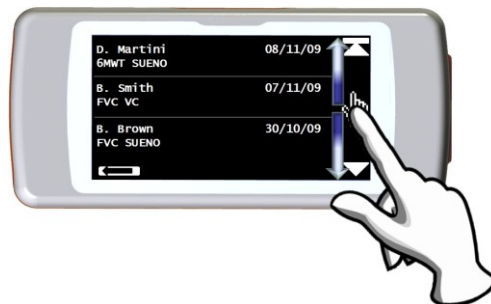 D. Martini 08/11/09
6MWT SUENO
B. Smith 07/11/09
FVC VC
B. Brown 30/10/09
FVC SUENO